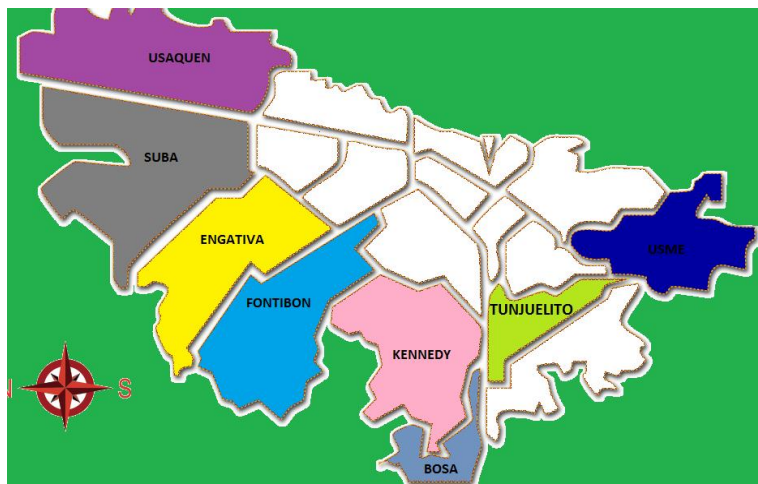 USAQUEN
SUBA
ENGATIVA
USME
FONTIBON
TUNJUELITO
KENNEDY
N S
BOSA